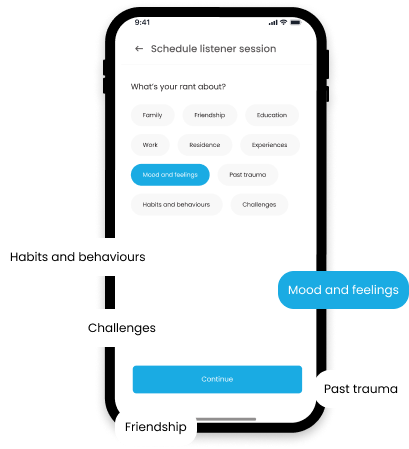 9:41
Schedule listener session
What's your rant about?
Family Friendship Education
Work Residence Experiences
Mood and feelings Past trauma
Habits and behaviours Challenges
Habits and behaviours
Mood and feelings
Challenges
Continue
Past trauma
Friendship